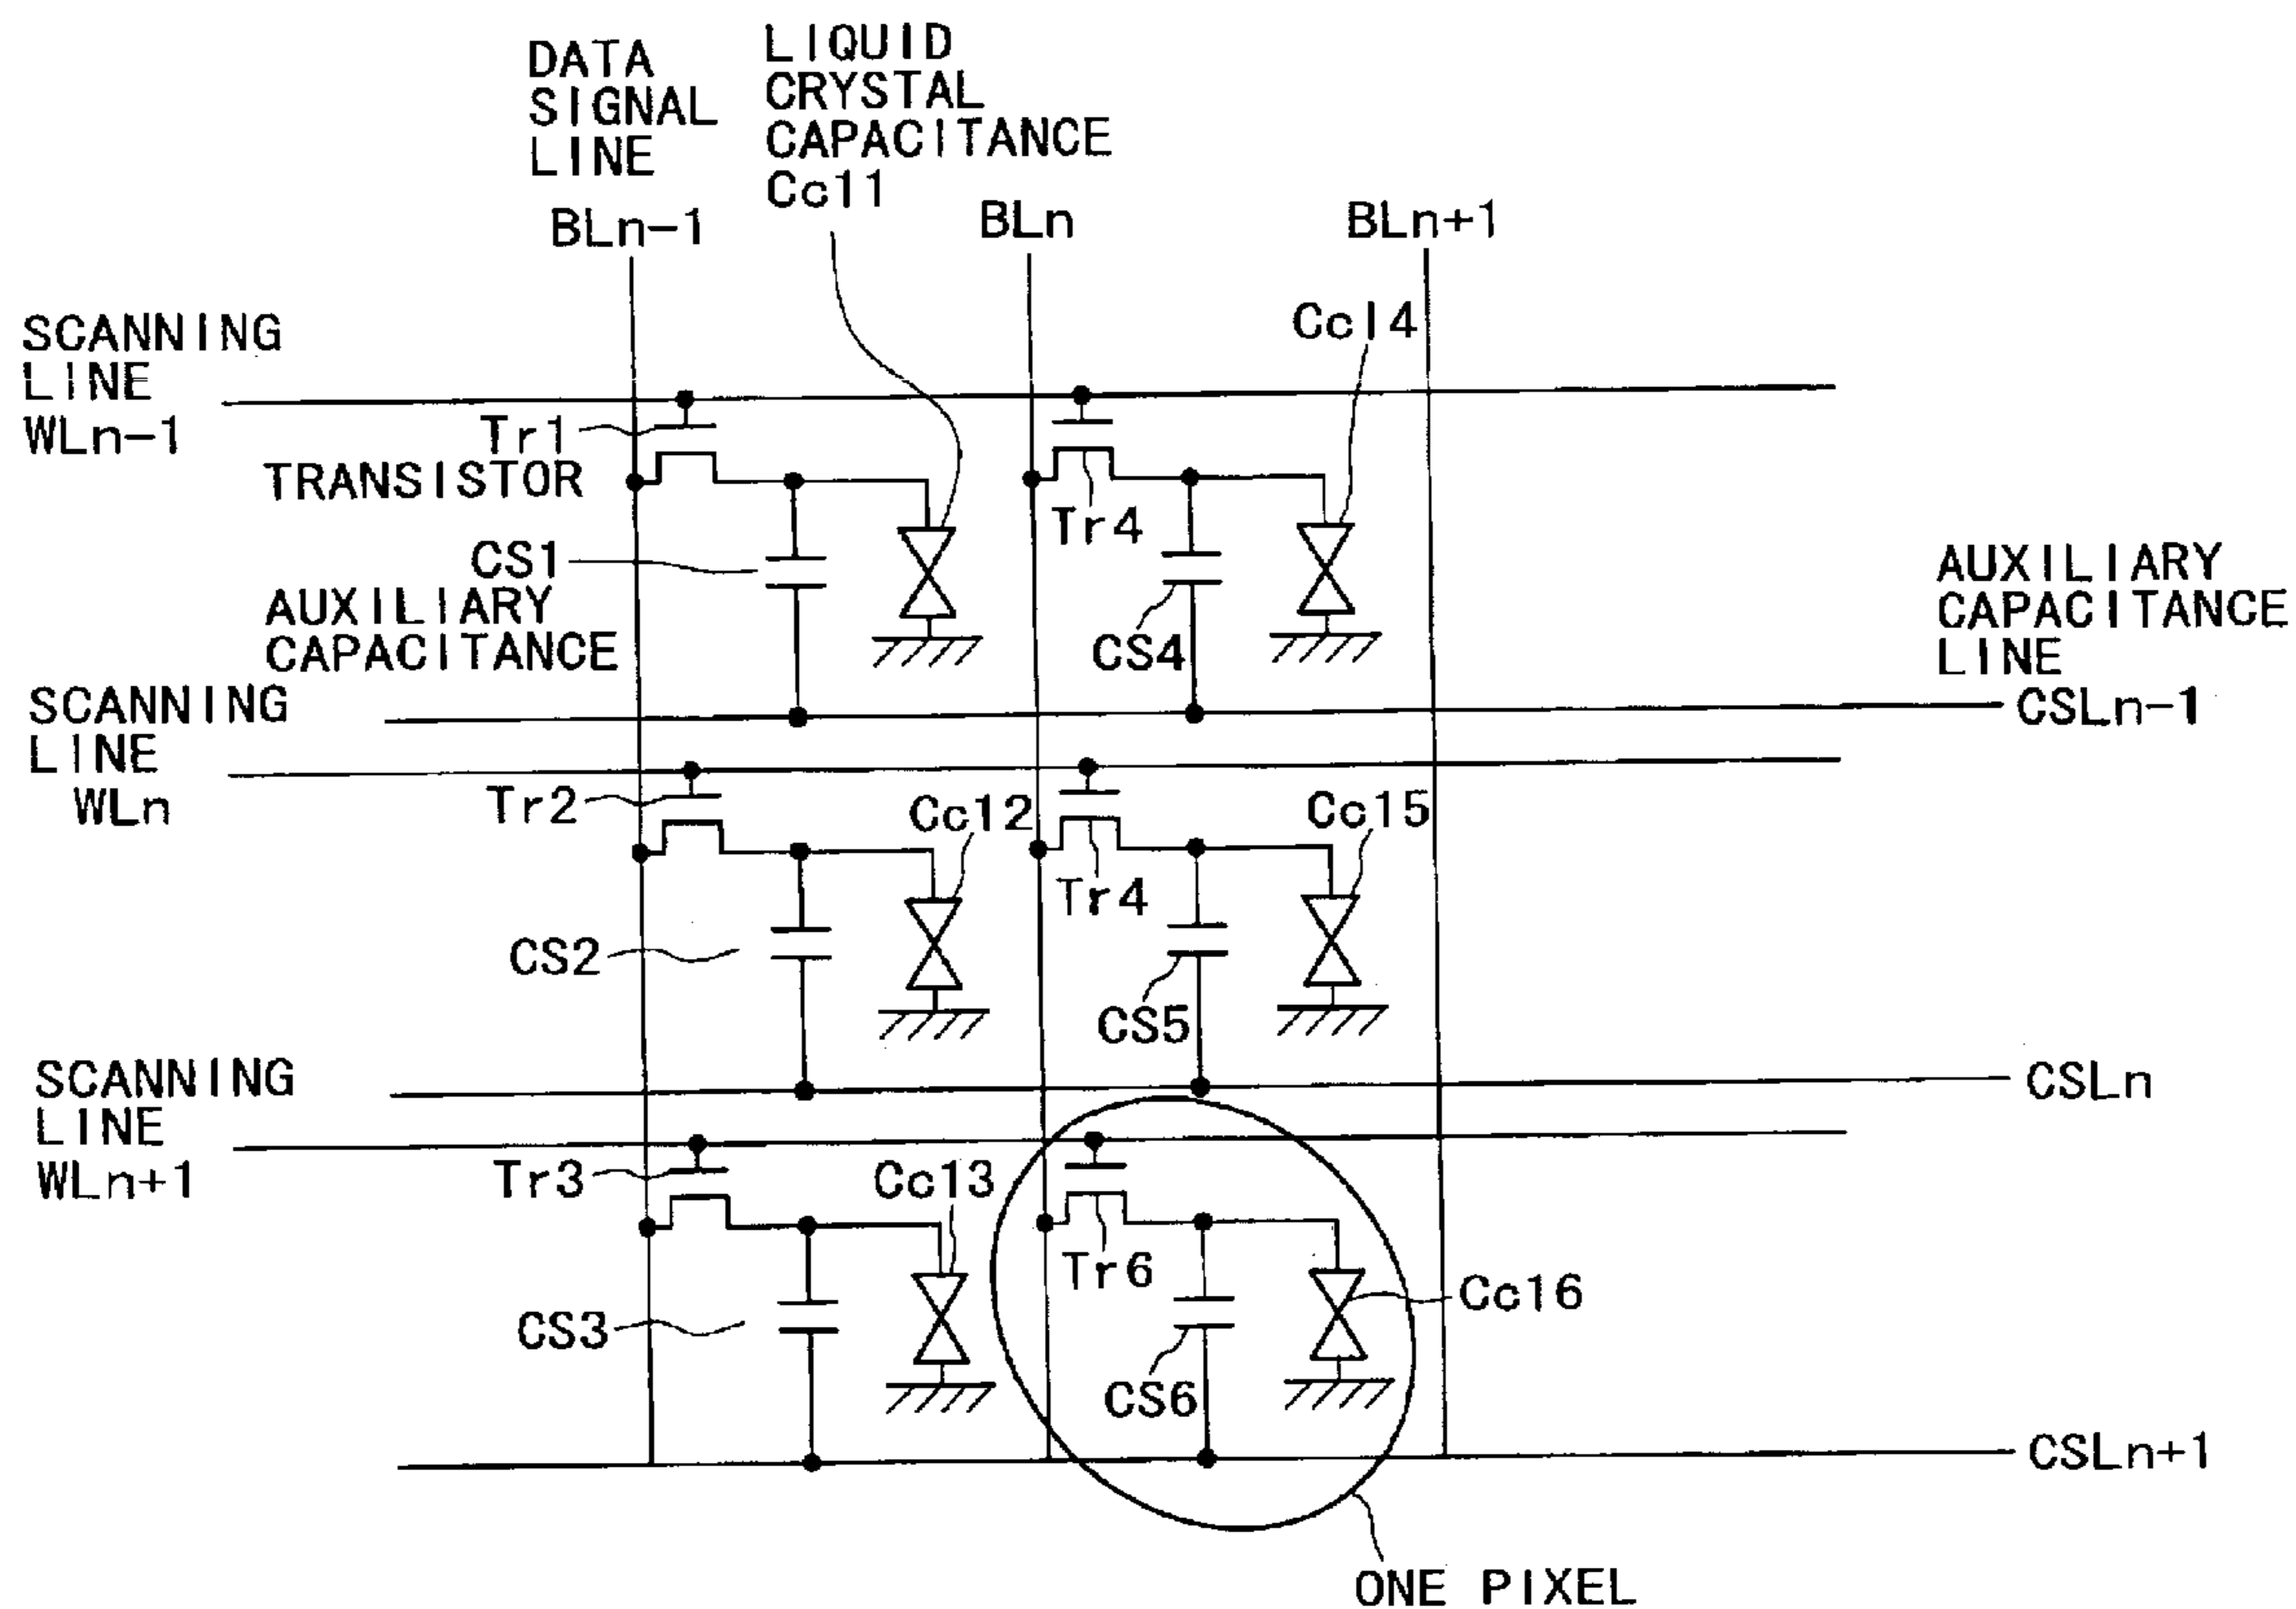 DATA
SIGNAL
LINE
BLn-1
LIQUID
CRYSTAL
CAPACITANCE
Cc11
BLn
BLn+1
Ccl4
SCANNING
LINE
WLn-1
Tr1
TRANSISTOR
Tr4
CS1
AUXILIARY
CAPACITANCE
CS4
AUXILIARY
CAPACITANCE
LINE
CSLn-1
SCANNING
LINE
WLn
Tr2
Cc12
Tr4
Cc15
CS2
CS5
CSLn
SCANNING
LINE
WLn+1
Tr3
Cc13
Tr6
Cc16
CS3
CS6
CSLn+1
ONE PIXEL